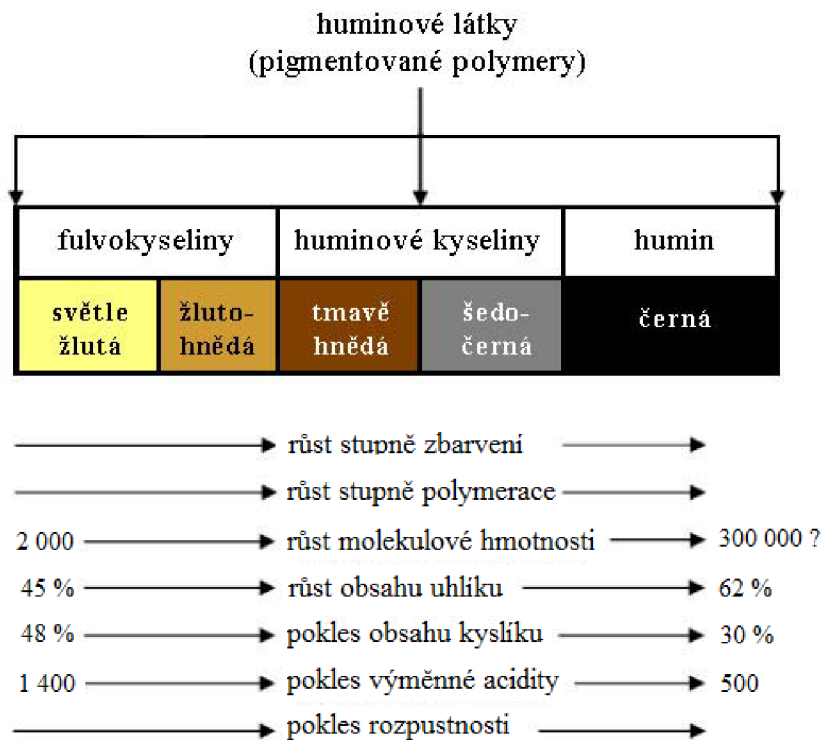 huminové látky
(pigmentované polymery)
fulvokyseliny huminové kyseliny humin
světle žluto- tmavě šedo- černá
žlutá hnědá hnědá černá
růst stupně zbarvení
růst stupně polymerace
2 000 růst molekulové hmotnosti 300 000 ?
45 % růst obsahu uhlíku 62 %
48 % pokles obsahu kyslíku 30 %
1 400 pokles výměnné acidity 500
pokles rozpustnosti